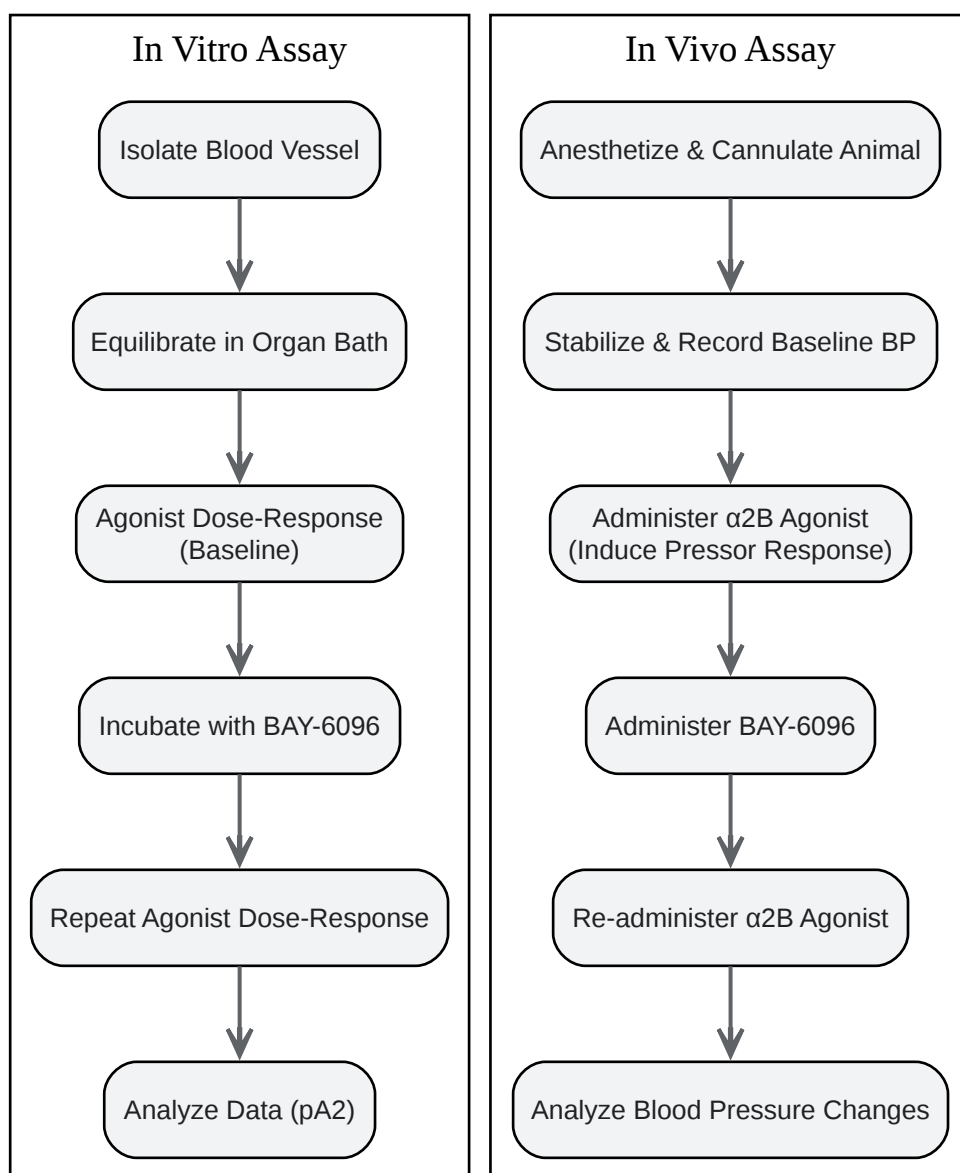 In Vitro Assay
Isolate Blood Vessel
Equilibrate in Organ Bath
Agonist Dose-Response
(Baseline)
Incubate with BAY-6096
Repeat Agonist Dose-Response
Analyze Data (pA2)
In Vivo Assay
Anesthetize & Cannulate Animal
Stabilize & Record Baseline BP
Administer α2B Agonist
(Induce Pressor Response)
Administer BAY-6096
Re-administer α2B Agonist
Analyze Blood Pressure Changes